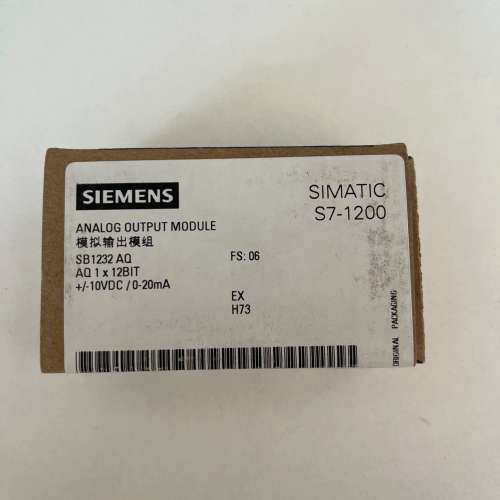 SIEMENS
SIMATIC
S7-1200
ANALOG OUTPUT MODULE
模拟输出模组
SB1232 AQ
FS: 06
AQ 1 x 12BIT
+/-10VDC / 0-20mA
EX
H73
ORIGINAL PACKAGING